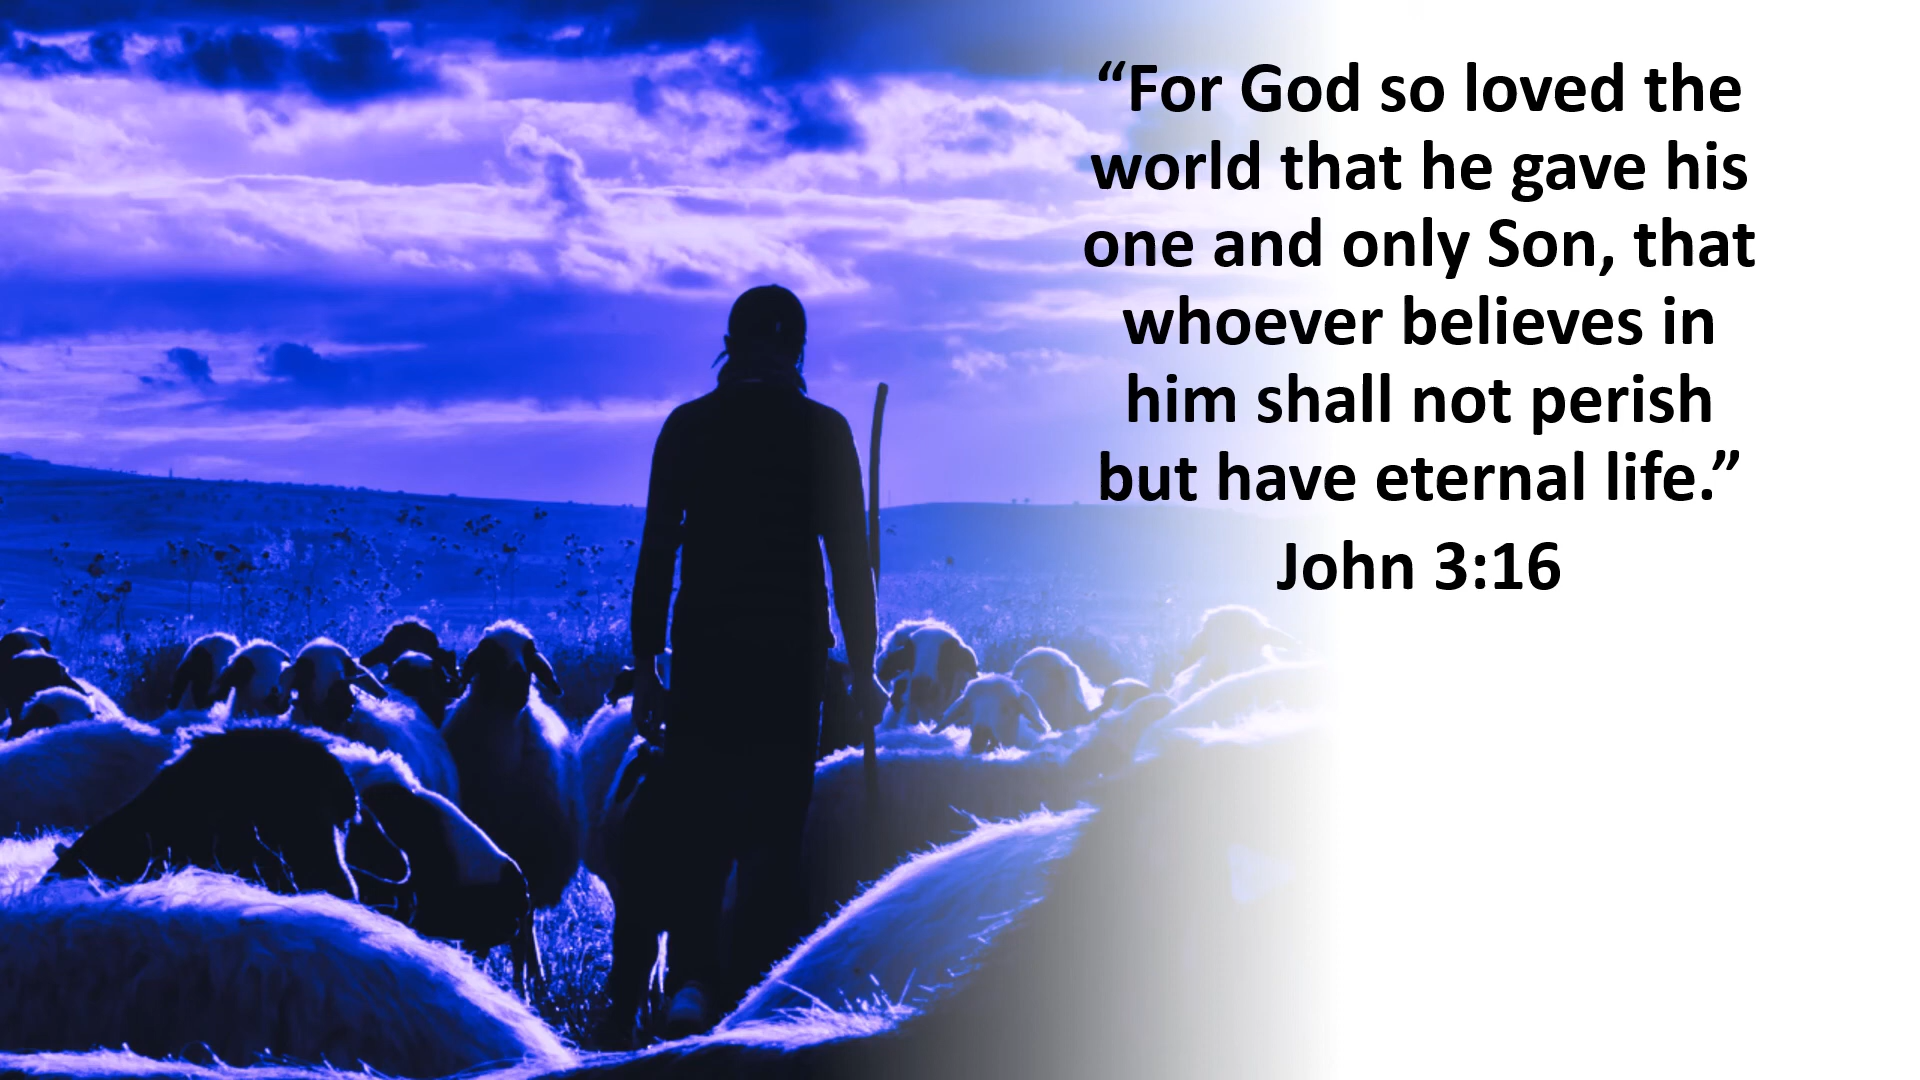 “For God so loved the
world that he gave his
one and only Son, that
whoever believes in
him shall not perish
but have eternal life.”
John 3:16